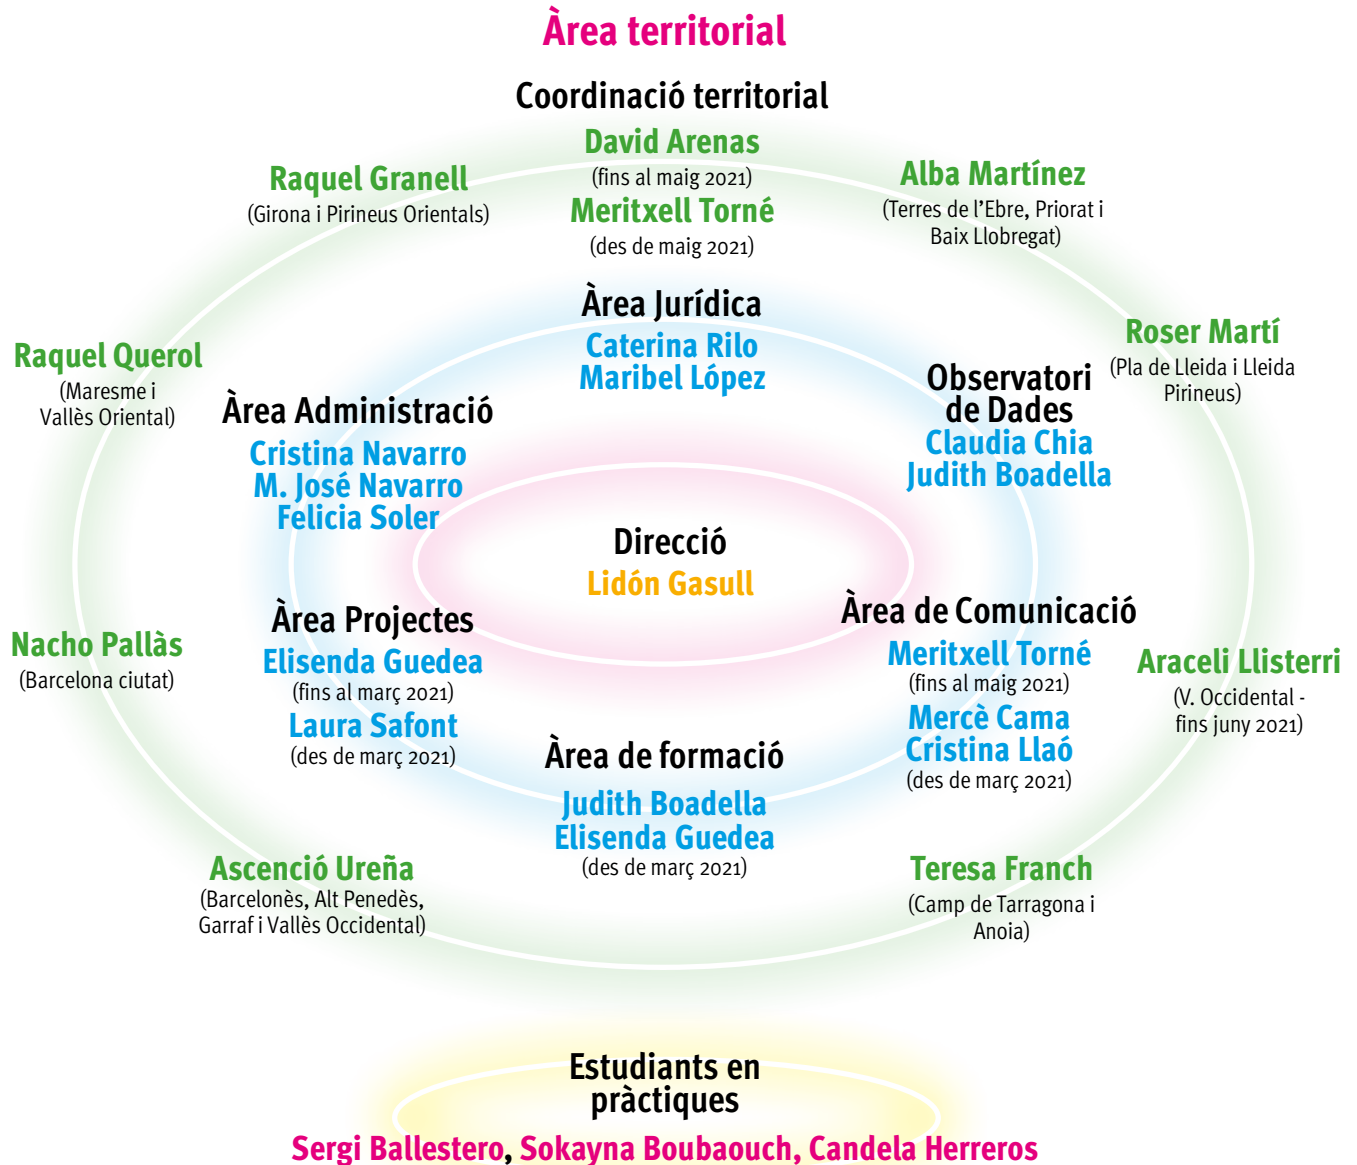 Àrea territorial
Coordinació territorial
David Arenas
(fins al maig 2021)
Meritxell Torné
(des de maig 2021)
Raquel Granell
(Girona i Pirineus Orientals)
Alba Martínez
(Terres de l'Ebre, Priorat i
Baix Llobregat)
Àrea Jurídica
Caterina Rilo
Maribel López
Raquel Querol
(Maresme i
Vallès Oriental)
Roser Martí
(Pla de Lleida i Lleida
Pirineus)
Àrea Administració
Cristina Navarro
M. José Navarro
Felicia Soler
Observatori
de Dades
Claudia Chia
Judith Boadella
Direcció
Lidón Gasull
Nacho Pallàs
(Barcelona ciutat)
Àrea Projectes
Elisenda Guedea
(fins al març 2021)
Laura Safont
(des de març 2021)
Àrea de Comunicació
Meritxell Torné
(fins al maig 2021)
Mercè Cama
Cristina Llaó
(des de març 2021)
Araceli Llisterri
(V. Occidental -
fins juny 2021)
Àrea de formació
Judith Boadella
Elisenda Guedea
(des de març 2021)
Ascenció Ureña
(Barcelonès, Alt Penedès,
Garraf i Vallès Occidental)
Teresa Franch
(Camp de Tarragona i
Anoia)
Estudiants en
pràctiques
Sergi Ballestero, Sokayna Boubaouch, Candela Herreros